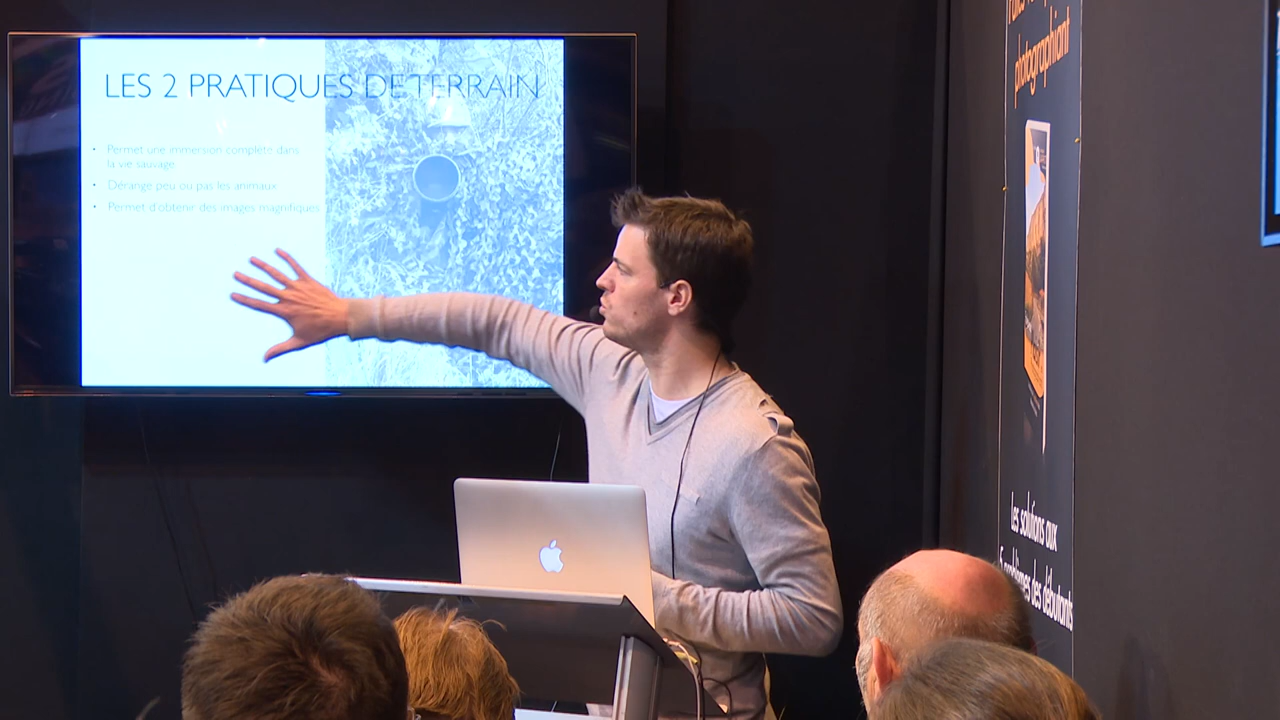 LES 2 PRATIQUES DE TERRAIN
• Permet une immersion complète dans
la vie sauvage
• Dérange peu ou pas les animaux
• Permet d'obtenir des images magnifiques
photographiant
Les solutions aux
problèmes des débutants